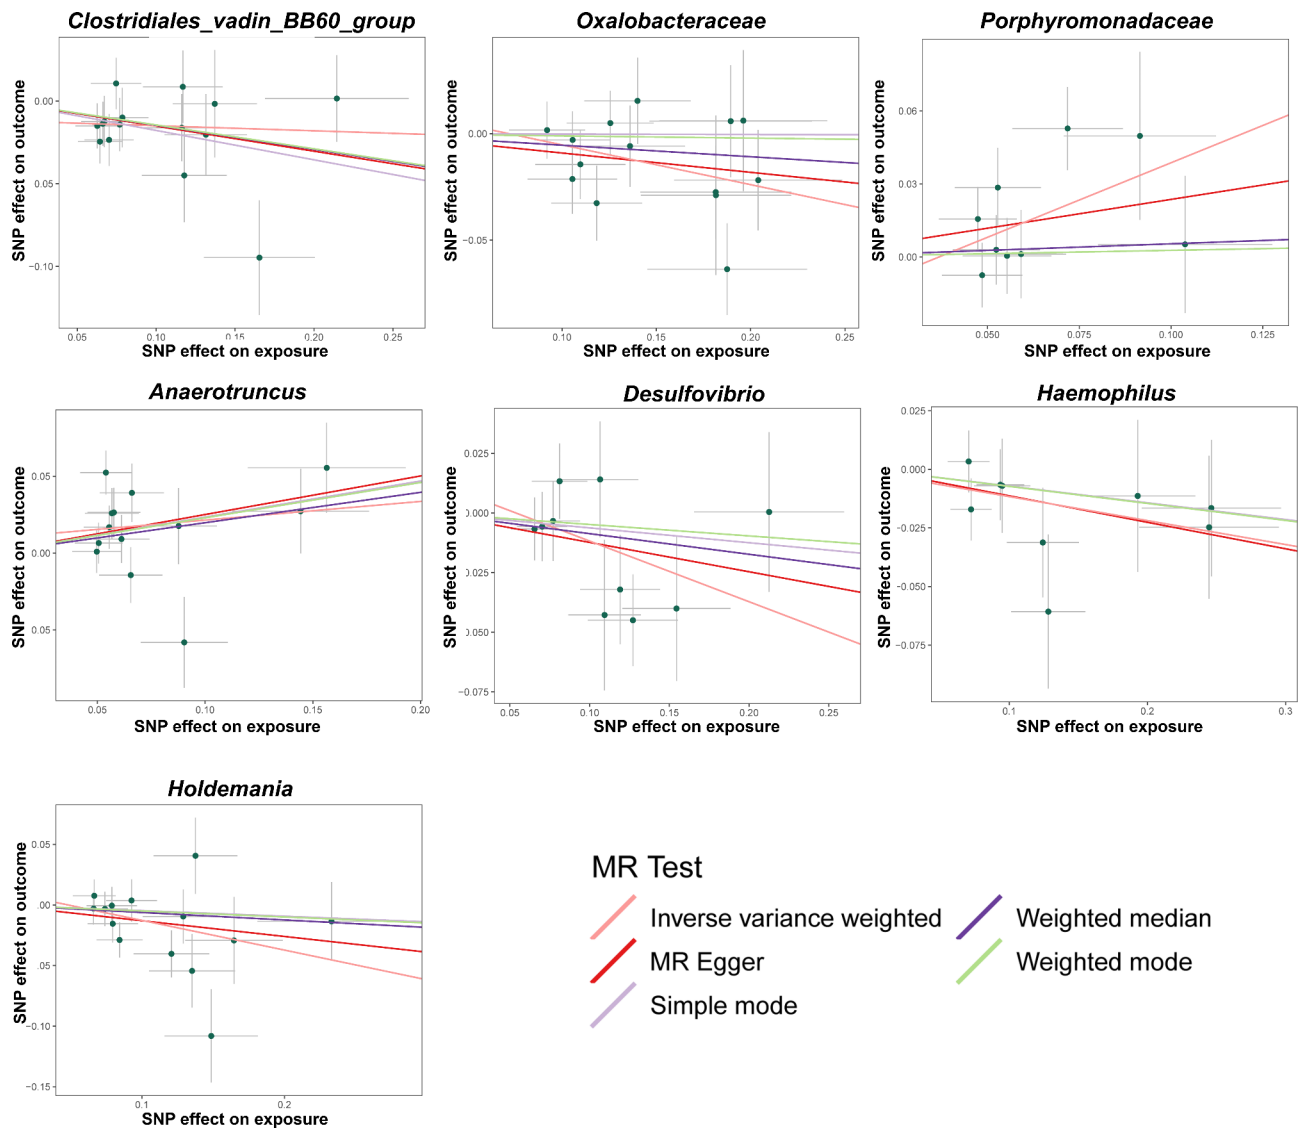 Clostridiales_vadin_BB60_group
SNP effect on outcome
0.00
0.05
−0.10
0.05
0.10
0.15
0.20
0.25
SNP effect on exposure
Oxalobacteraceae
SNP effect on outcome
0.00
−0.05
0.10
0.15
0.20
0.25
SNP effect on exposure
Porphyromonadaceae
SNP effect on outcome
0.06
0.03
0.00
0.050
0.075
0.100
0.125
SNP effect on exposure
Anaerotruncus
SNP effect on outcome
0.05
0.00
0.05
0.05
0.10
0.15
0.20
SNP effect on exposure
Desulfovibrio
SNP effect on outcome
0.025
0.000
0.025
0.050
−0.075
0.05
0.10
0.15
0.20
0.25
SNP effect on exposure
Haemophilus
SNP effect on outcome
0.025
0.000
−0.025
−0.050
−0.075
0.1
0.2
0.3
SNP effect on exposure
Holdemania
SNP effect on outcome
0.05
0.00
0.05
−0.10
−0.15
0.1
0.2
SNP effect on exposure
MR Test
Inverse variance weighted
MR Egger
Simple mode
Weighted median
Weighted mode